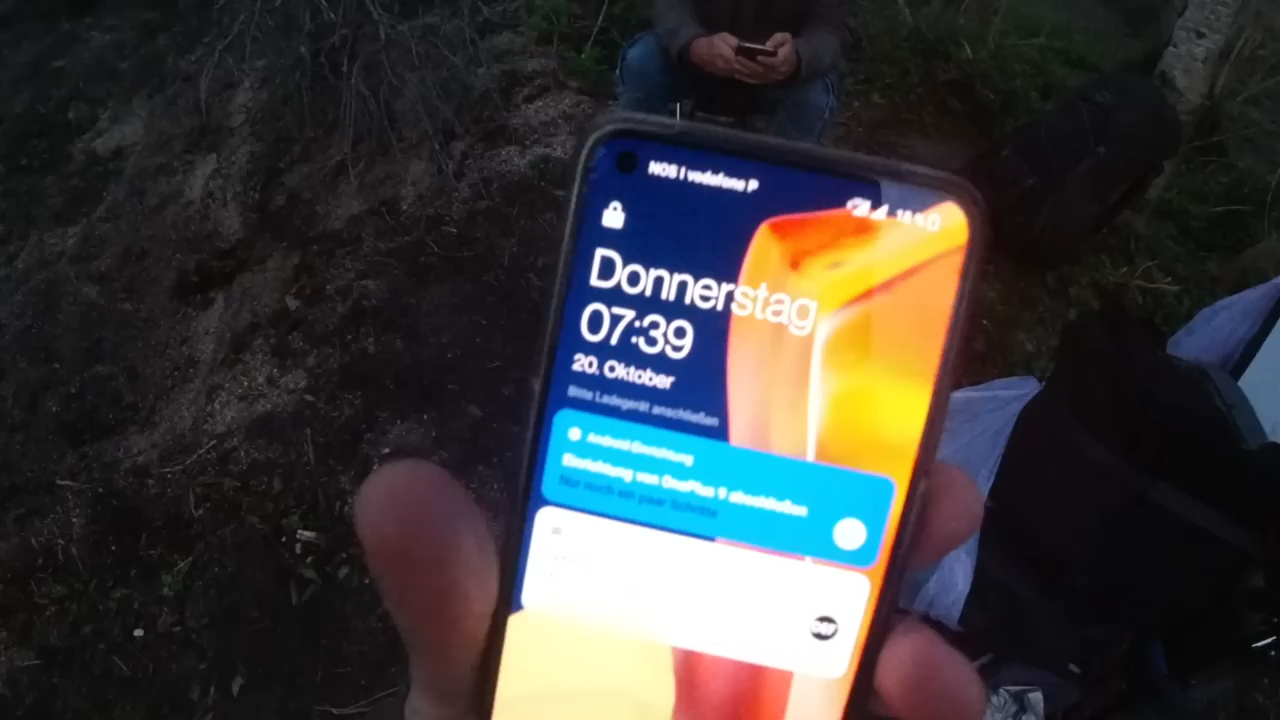 NOS | vodafone P
Donnerstag
07:39
20. Oktober
Bitte Ladegerät anschließen
Android-Einrichtung
Einrichtung von OnePlus 9 abschließen
Nur noch ein paar Schritte